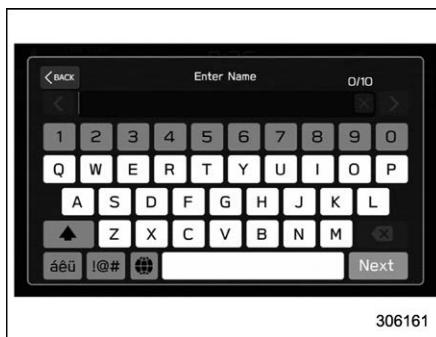 BACK Enter Name 0/10
1 2 3 4 5 6 7 8 9 0
Q W E R T Y U I O P
A S D F G H J K L
Z X C V B N M
áêü !@# Next
306161